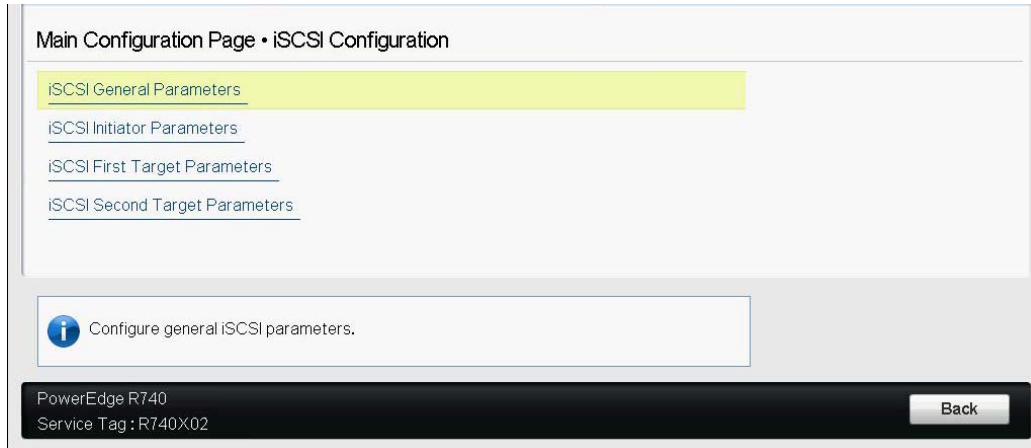 Main Configuration Page • iSCSI Configuration
iSCSI General Parameters
iSCSI Initiator Parameters
iSCSI First Target Parameters
iSCSI Second Target Parameters
Configure general iSCSI parameters.
PowerEdge R740
Service Tag : R740X02
Back